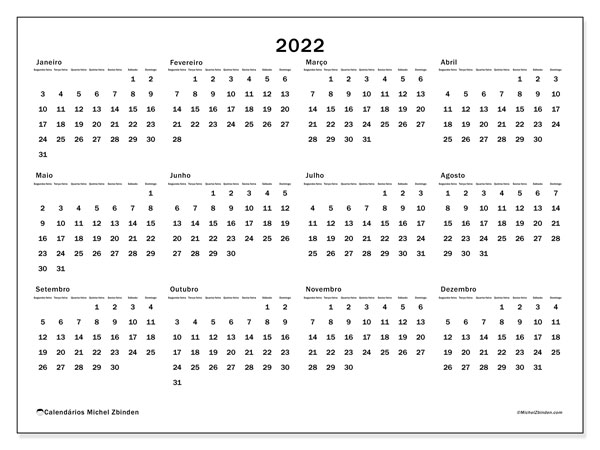 2022
Janeiro Fevereiro Março Abril
Segunda-feira Terça-feira Quarta-feira Quinta-feira Sexta-feira Sábado Domingo Segunda-feira Terça-feira Quarta-feira Quinta-feira Sexta-feira Sábado Domingo Segunda-feira Terça-feira Quarta-feira Quinta-feira Sexta-feira Sábado Domingo Segunda-feira Terça-feira Quarta-feira Quinta-feira Sexta-feira Sábado Domingo
1 2 1 2 3 4 5 6 1 2 3 4 5 6 1 2 3
3 4 5 6 7 8 9 7 8 9 10 11 12 13 7 8 9 10 11 12 13 4 5 6 7 8 9 10
10 11 12 13 14 15 16 14 15 16 17 18 19 20 14 15 16 17 18 19 20 11 12 13 14 15 16 17
17 18 19 20 21 22 23 21 22 23 24 25 26 27 21 22 23 24 25 26 27 18 19 20 21 22 23 24
24 25 26 27 28 29 30 28 28 29 30 31 25 26 27 28 29 30
31
Maio Junho Julho Agosto
Segunda-feira Terça-feira Quarta-feira Quinta-feira Sexta-feira Sábado Domingo Segunda-feira Terça-feira Quarta-feira Quinta-feira Sexta-feira Sábado Domingo Segunda-feira Terça-feira Quarta-feira Quinta-feira Sexta-feira Sábado Domingo Segunda-feira Terça-feira Quarta-feira Quinta-feira Sexta-feira Sábado Domingo
1 1 2 3 4 5 1 2 3 1 2 3 4 5 6 7
2 3 4 5 6 7 8 6 7 8 9 10 11 12 4 5 6 7 8 9 10 8 9 10 11 12 13 14
9 10 11 12 13 14 15 13 14 15 16 17 18 19 11 12 13 14 15 16 17 15 16 17 18 19 20 21
16 17 18 19 20 21 22 20 21 22 23 24 25 26 18 19 20 21 22 23 24 22 23 24 25 26 27 28
23 24 25 26 27 28 29 27 28 29 30 25 26 27 28 29 30 31 29 30 31
30 31
Setembro Outubro Novembro Dezembro
Segunda-feira Terça-feira Quarta-feira Quinta-feira Sexta-feira Sábado Domingo Segunda-feira Terça-feira Quarta-feira Quinta-feira Sexta-feira Sábado Domingo Segunda-feira Terça-feira Quarta-feira Quinta-feira Sexta-feira Sábado Domingo Segunda-feira Terça-feira Quarta-feira Quinta-feira Sexta-feira Sábado Domingo
1 2 3 4 1 2 1 2 3 4 5 6 1 2 3 4
5 6 7 8 9 10 11 3 4 5 6 7 8 9 7 8 9 10 11 12 13 5 6 7 8 9 10 11
12 13 14 15 16 17 18 10 11 12 13 14 15 16 14 15 16 17 18 19 20 12 13 14 15 16 17 18
19 20 21 22 23 24 25 17 18 19 20 21 22 23 21 22 23 24 25 26 27 19 20 21 22 23 24 25
26 27 28 29 30 24 25 26 27 28 29 30 28 29 30 26 27 28 29 30 31
31
Calendários Michel Zbinden ©MichelZbinden.com